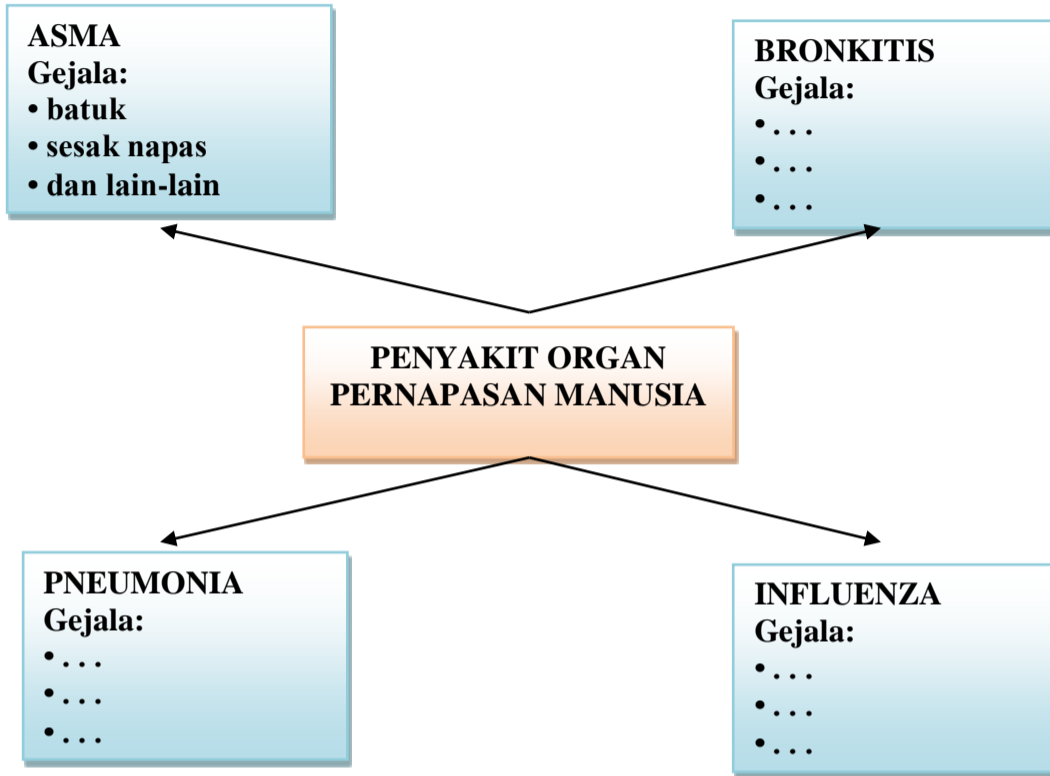 ASMA
Gejala:
• batuk
• sesak napas
• dan lain-lain
BRONKITIS
Gejala:
• . . .
• . . .
• . . .
PENYAKIT ORGAN
PERNAPASAN MANUSIA
PNEUMONIA
Gejala:
• . . .
• . . .
• . . .
INFLUENZA
Gejala:
• . . .
• . . .
• . . .